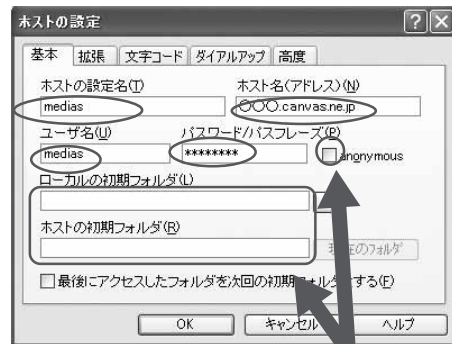 ホストの設定
基本 拡張 文字コード ダイアルアップ 高度
ホストの設定名(T) ホスト名(アドレス)(N)
medias 〇〇〇.canvas.ne.jp
ユーザ名(U) パスワード/パスフレーズ(P)
medias ******** anonymous
ローカルの初期フォルダ(L)
ホストの初期フォルダ(R)
現在のフォルダ
最後にアクセスしたフォルダを次回の初期フォルダとする(F)
OK キャンセル ヘルプ